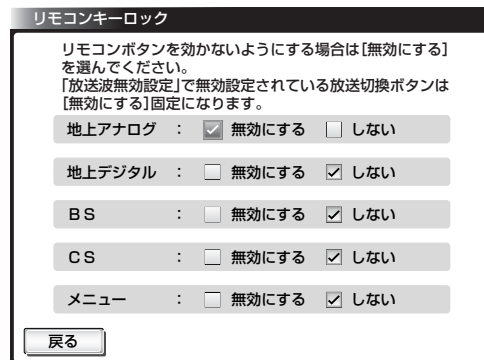 リモコンキーロック
リモコンボタンを効かないようにする場合は[無効にする]
を選んでください。
「放送波無効設定」で無効設定されている放送切換ボタンは
[無効にする]固定になります。
地上アナログ : 無効にする しない
地上デジタル : 無効にする しない
BS : 無効にする しない
CS : 無効にする しない
メニュー : 無効にする しない
戻る